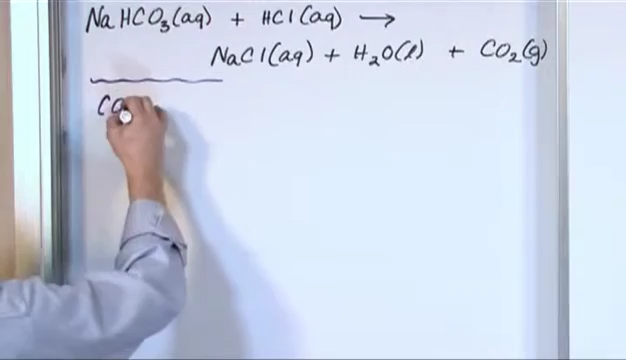 NaHCO₃(aq) + HCl(aq) →
NaCl(aq) + H₂O(l) + CO₂(g)